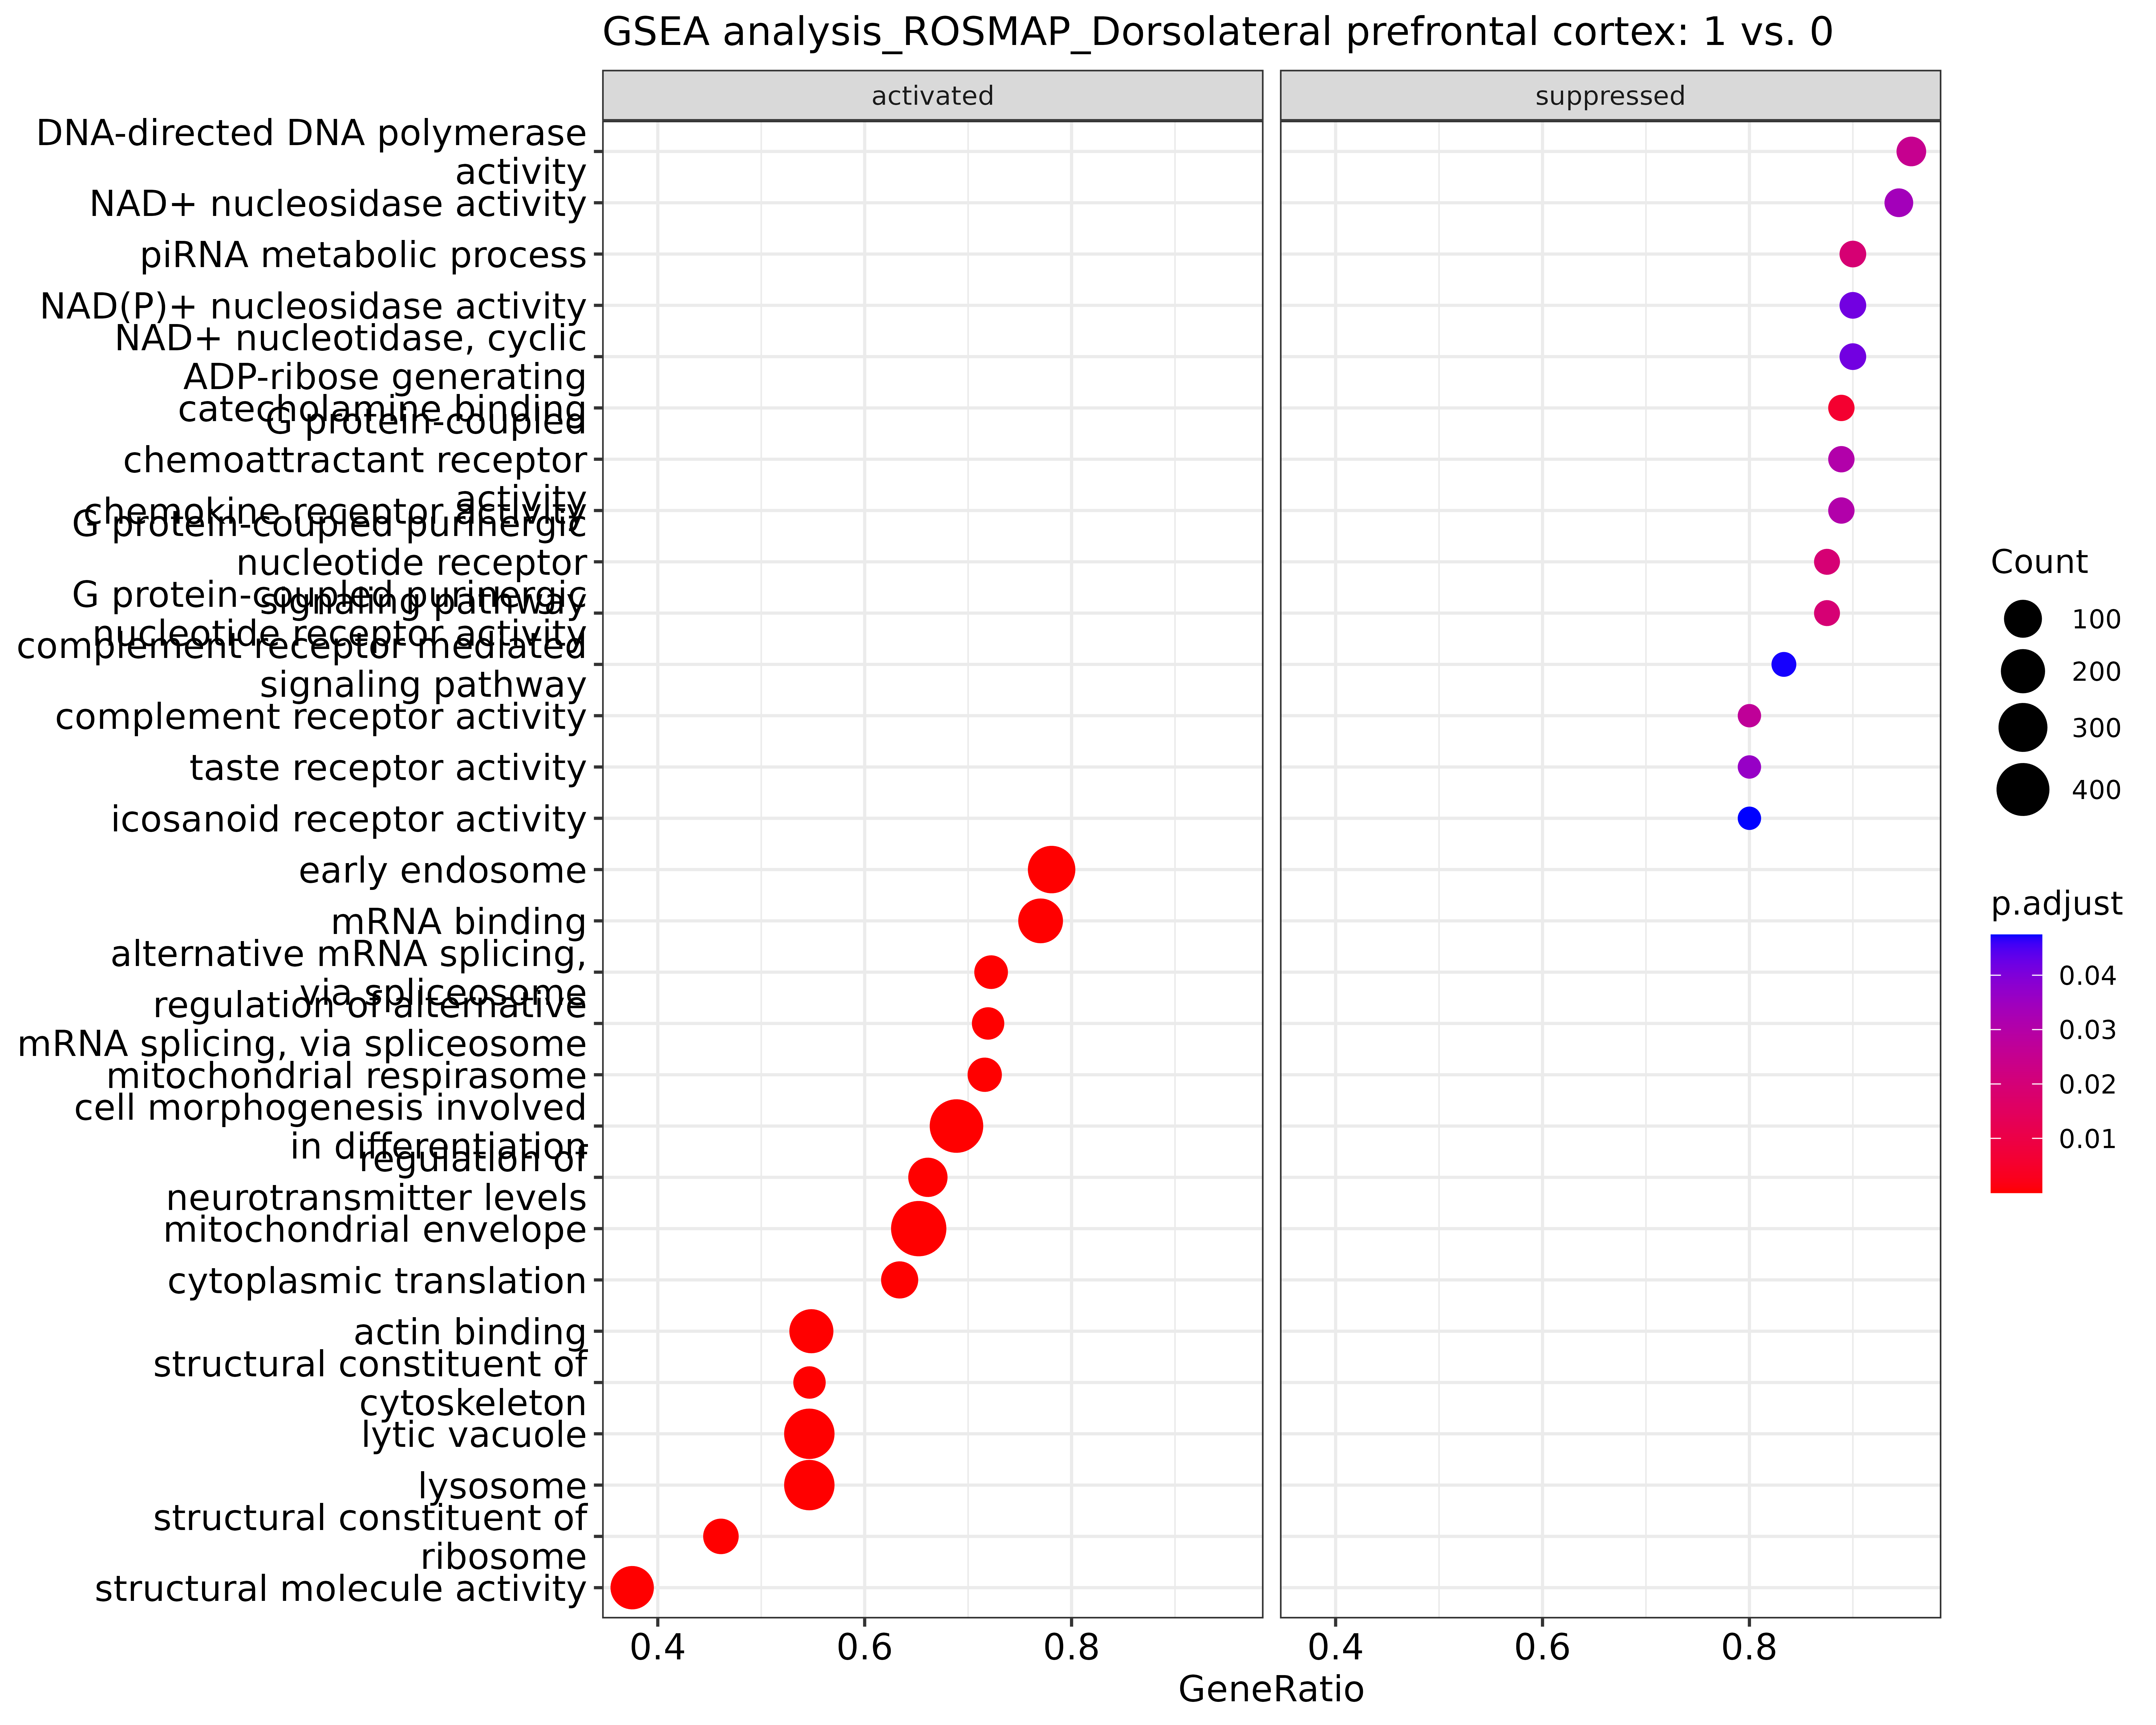 GSEA analysis_ROSMAP_Dorsolateral prefrontal cortex: 1 vs. 0
activated
suppressed
DNA-directed DNA polymerase
activity
NAD+ nucleosidase activity
piRNA metabolic process
NAD(P)+ nucleosidase activity
NAD+ nucleotidase, cyclic
ADP-ribose generating
catecholamine binding
G protein-coupled
chemoattractant receptor
activity
chemokine receptor activity
G protein-coupled purinergic
nucleotide receptor
signaling pathway
G protein-coupled purinergic
nucleotide receptor activity
complement receptor mediated
signaling pathway
complement receptor activity
taste receptor activity
icosanoid receptor activity
early endosome
mRNA binding
alternative mRNA splicing,
via spliceosome
regulation of alternative
mRNA splicing, via spliceosome
mitochondrial respirasome
cell morphogenesis involved
in differentiation
regulation of
neurotransmitter levels
mitochondrial envelope
cytoplasmic translation
actin binding
structural constituent of
cytoskeleton
lytic vacuole
lysosome
structural constituent of
ribosome
structural molecule activity
0.4 0.6 0.8
0.4 0.6 0.8
GeneRatio
Count
100
200
300
400
p.adjust
0.04
0.03
0.02
0.01